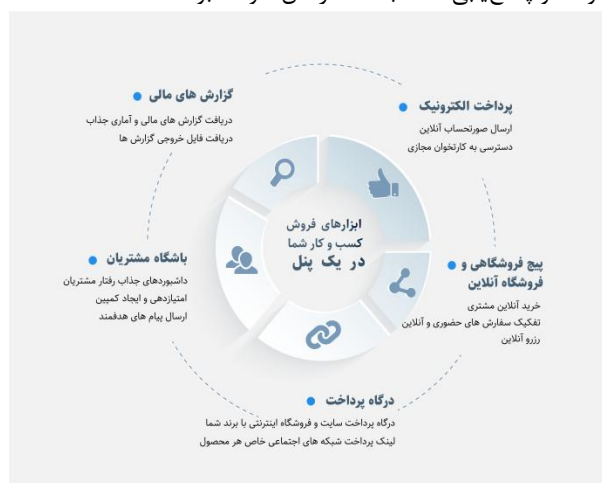 ابزارهای فروش
کسب و کار شما
در یک پنل
پرداخت الکترونیک
ارسال صورتحساب آنلاین
دسترسی به کارتخوان مجازی
پیج فروشگاهی و
فروشگاه آنلاین
خرید آنلاین مشتری
تفکیک سفارش های حضوری و آنلاین
رزرو آنلاین
درگاه پرداخت
درگاه پرداخت سایت و فروشگاه اینترنتی با برند شما
لینک پرداخت شبکه های اجتماعی خاص هر محصول
باشگاه مشتریان
داشبوردهای جذاب رفتار مشتریان
امتیازدهی و ایجاد کمپین
ارسال پیام های هدفمند
گزارش های مالی
دریافت گزارش های مالی و آماری جذاب
دریافت فایل خروجی گزارش ها